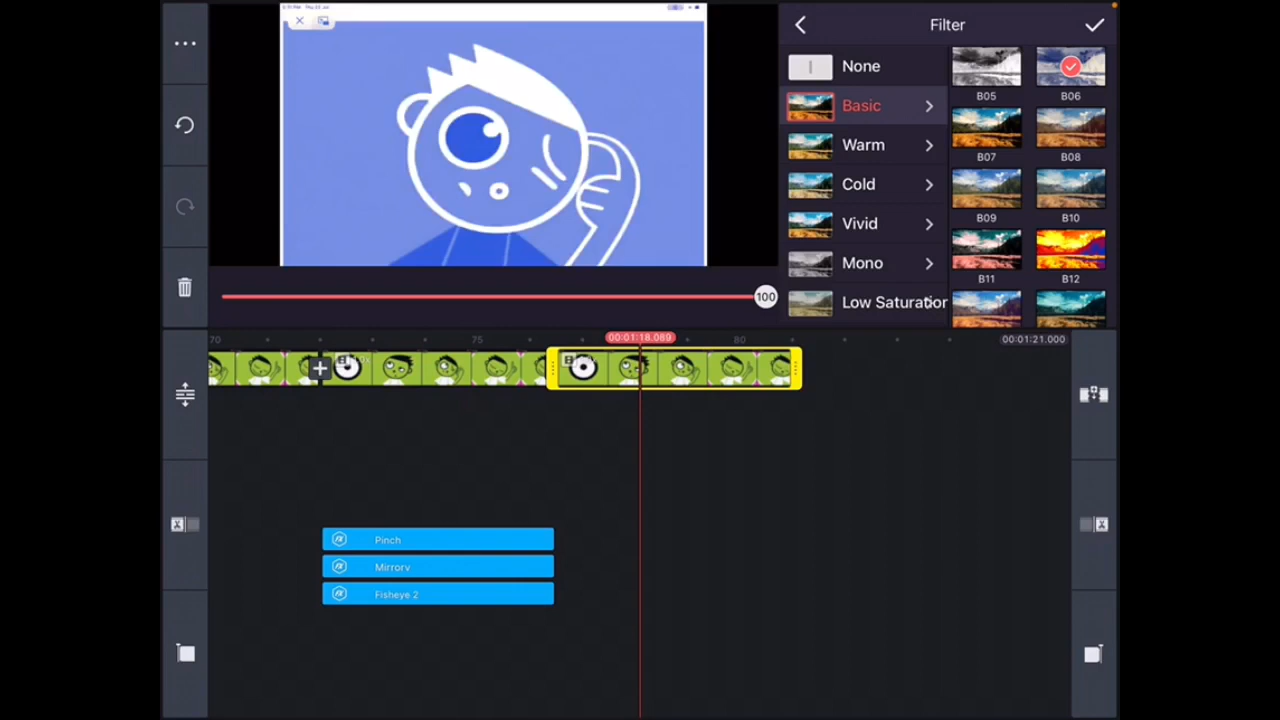 Filter
None
B05
B06
Basic
B07
B08
Warm
Cold
B09
B10
Vivid
Mono
B11
B12
Low Saturation
100
70
75
00:01:18.089
80
00:01:21.000
Pinch
Mirrorv
Fisheye 2